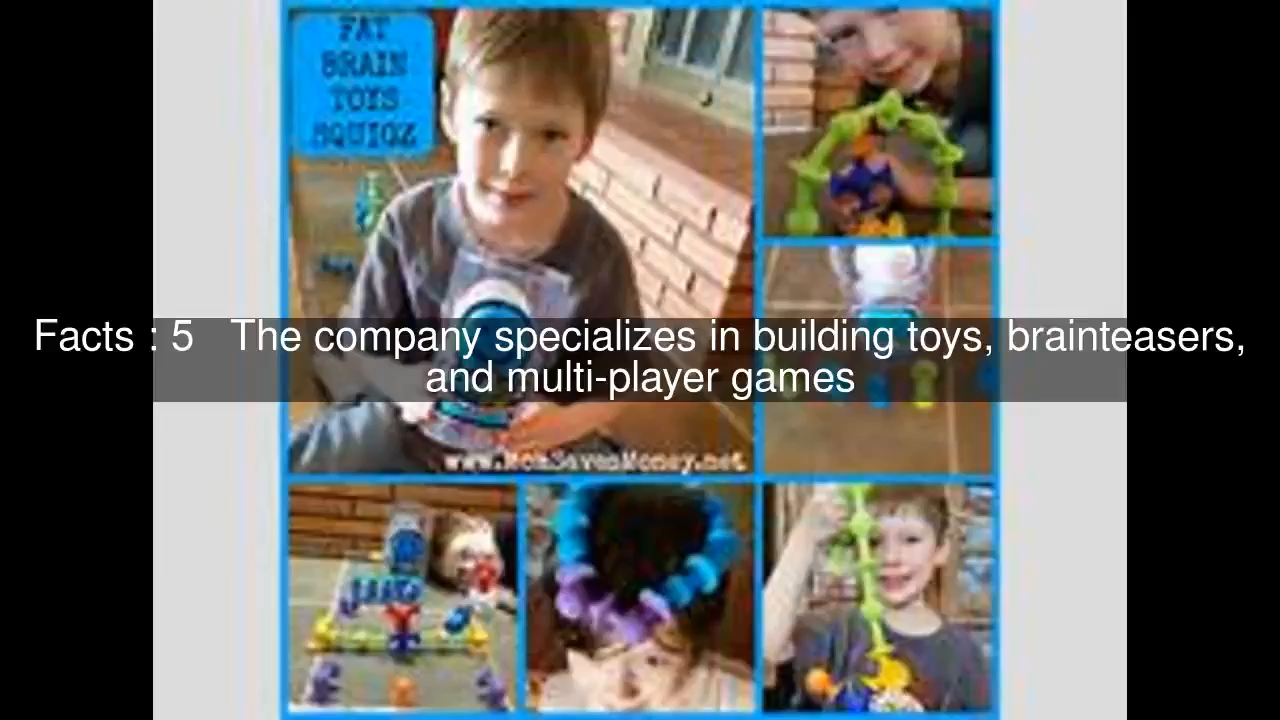 FAT
BRAIN
TOYS
SQUIGZ
Facts : 5 The company specializes in building toys, brainteasers,
and multi-player games
www.MomSavesMoney.net